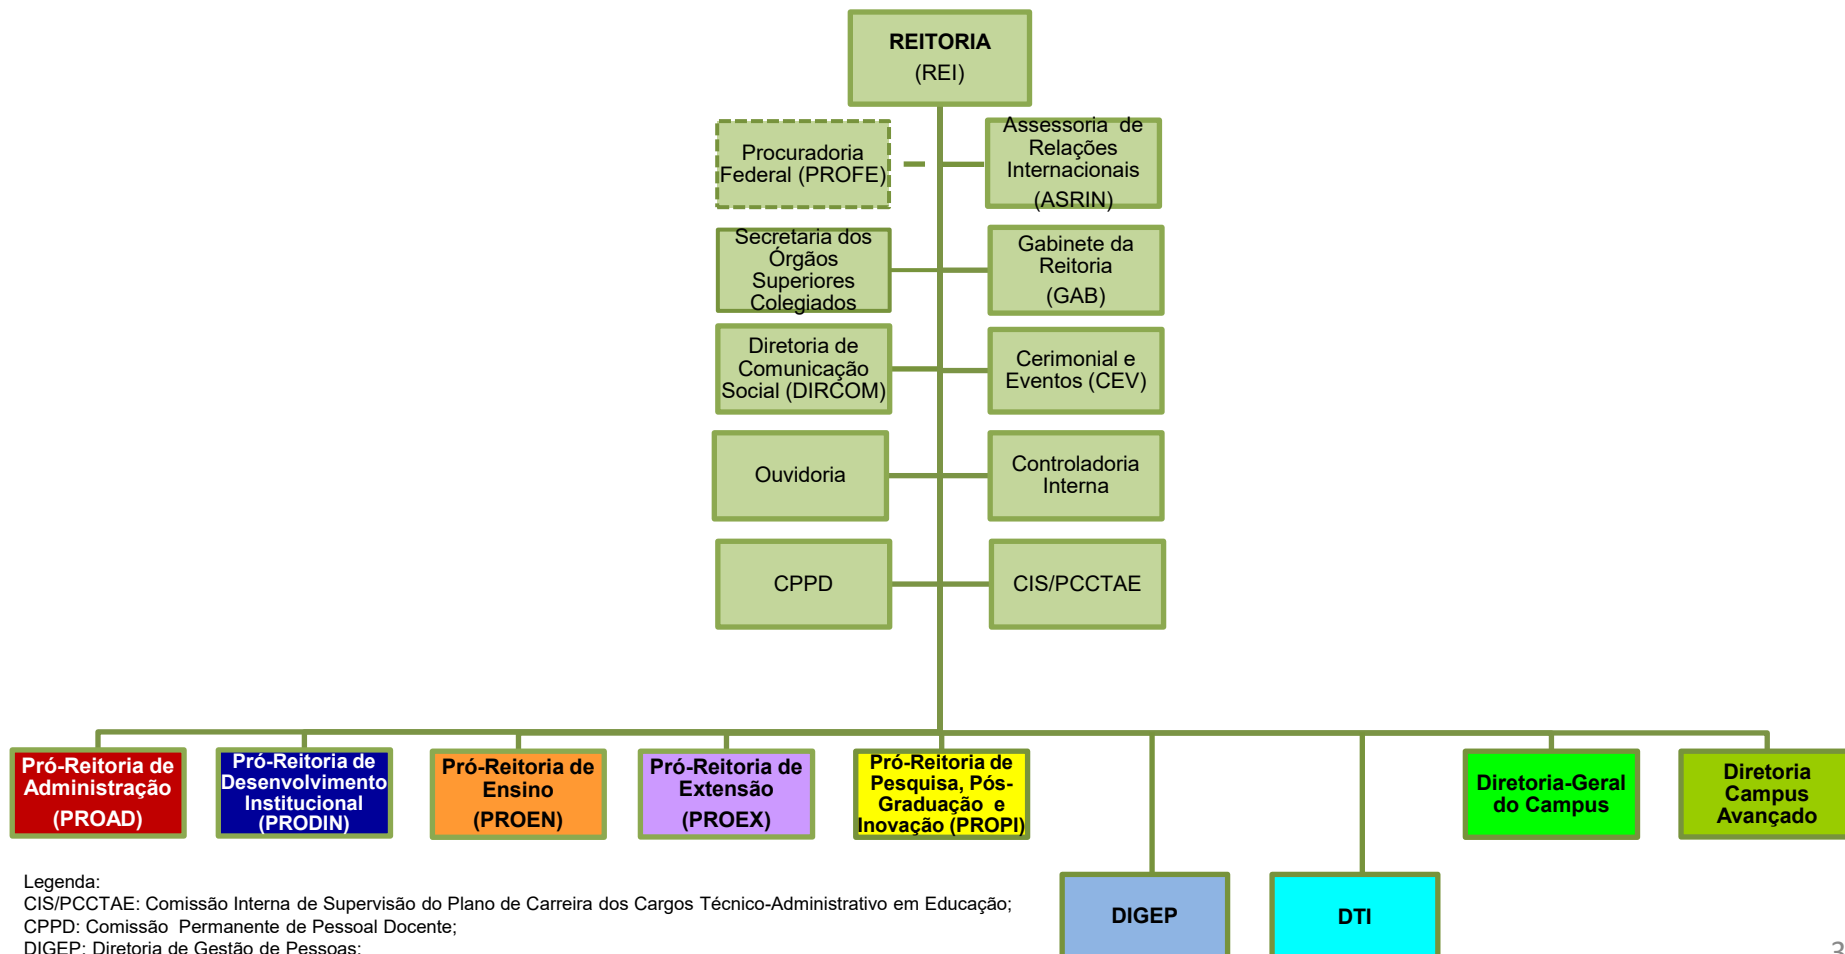 REITORIA
(REI)
Procuradoria
Federal (PROFE)
Assessoria de
Relações
Internacionais
(ASRIN)
Secretaria dos
Órgãos
Superiores
Colegiados
Gabinete da
Reitoria
(GAB)
Diretoria de
Comunicação
Social (DIRCOM)
Cerimonial e
Eventos (CEV)
Ouvidoria
Controladoria
Interna
CPPD
CIS/PCCTAE
Pró-Reitoria de
Administração
(PROAD)
Pró-Reitoria de
Desenvolvimento
Institucional
(PRODIN)
Pró-Reitoria de
Ensino
(PROEN)
Pró-Reitoria de
Extensão
(PROEX)
Pró-Reitoria de
Pesquisa, Pós-
Graduação e
Inovação (PROPI)
Diretoria-Geral
do Campus
Diretoria
Campus
Avançado
DIGEP
DTI
Legenda:
CIS/PCCTAE: Comissão Interna de Supervisão do Plano de Carreira dos Cargos Técnico-Administrativo em Educação;
CPPD: Comissão Permanente de Pessoal Docente;
DIGEP: Diretoria de Gestão de Pessoas;
3